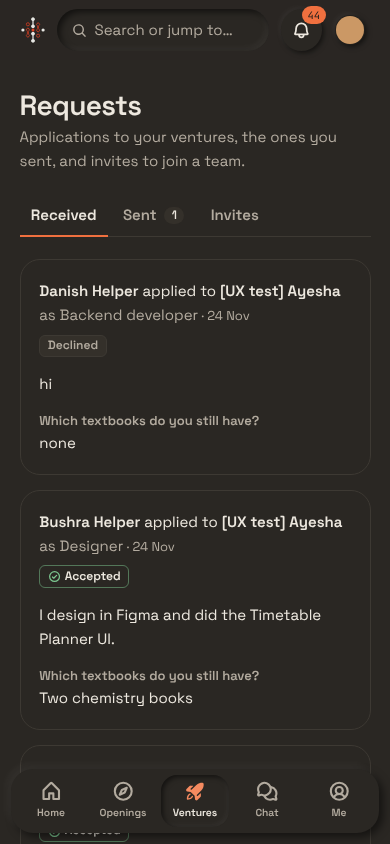 Search or jump to...
44
Requests
Applications to your ventures, the ones you
sent, and invites to join a team.
Received
Sent 1
Invites
Danish Helper applied to [UX test] Ayesha
as Backend developer · 24 Nov
Declined
hi
Which textbooks do you still have?
none
Bushra Helper applied to [UX test] Ayesha
as Designer · 24 Nov
Accepted
I design in Figma and did the Timetable
Planner UI.
Which textbooks do you still have?
Two chemistry books
Home
Openings
Ventures
Chat
Me
Accepted